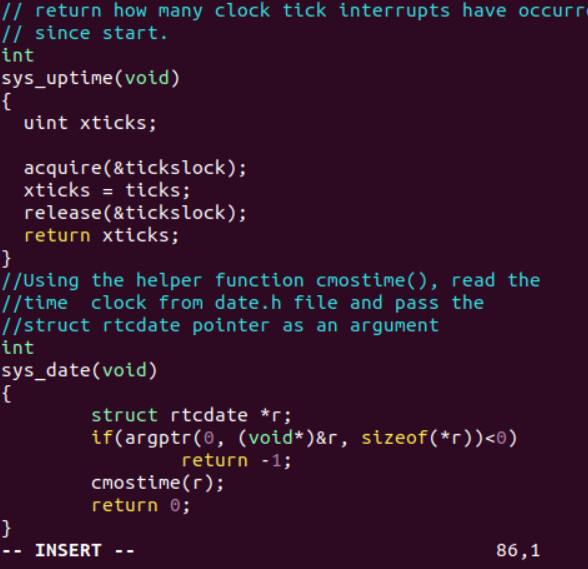 // return how many clock tick interrupts have occurre
// since start.
int
sys_uptime(void)
{
  uint xticks;

  acquire(&tickslock);
  xticks = ticks;
  release(&tickslock);
  return xticks;
}
//Using the helper function cmostime(), read the
//time  clock from date.h file and pass the
//struct rtcdate pointer as an argument
int
sys_date(void)
{
        struct rtcdate *r;
        if(argptr(0, (void*)&r, sizeof(*r))<0)
                return -1;
        cmostime(r);
        return 0;
}
-- INSERT --                                86,1